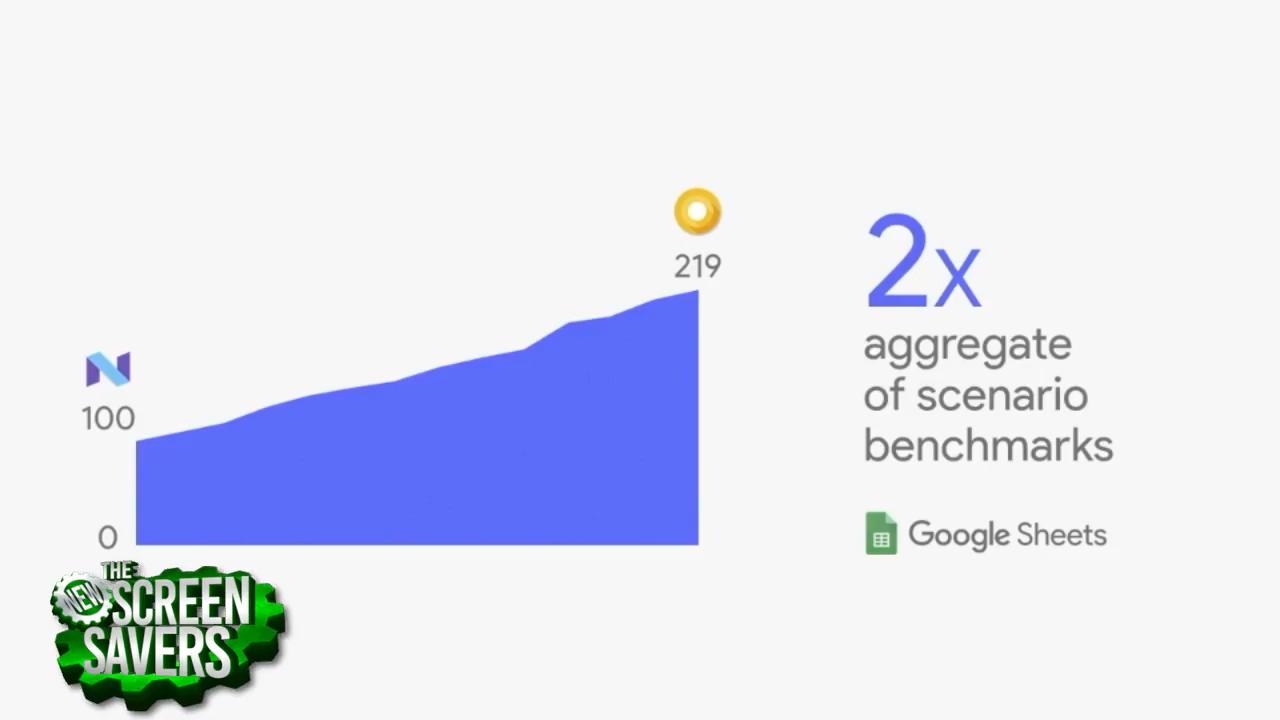 219
100
0
2x
aggregate
of scenario
benchmarks
Google Sheets
THE
NEW
SCREEN
SAVERS